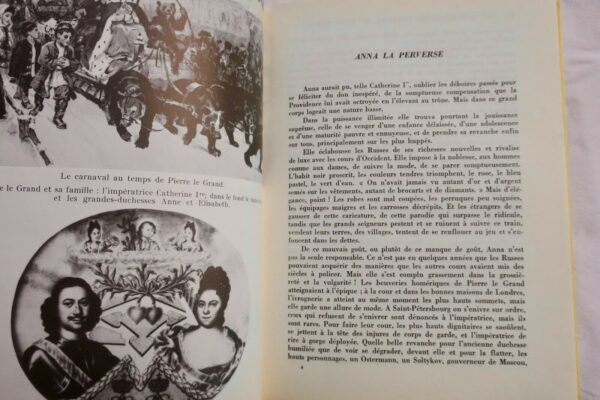 Le carnaval au temps de Pierre le Grand.
e le Grand et sa famille : l'impératrice Catherine Ire; dans le fond
et les grandes-duchesses Anne et Elisabeth.
ANNA LA PERVERSE
Anna aurait pu, telle Catherine Ire, oublier les déboires passés pour
se féliciter du don inespéré, de la somptueuse compensation que la
Providence lui avait octroyée en l'élevant au trône. Mais dans ce grand
corps logeait une nature basse.
Dans la puissance illimitée elle trouva pourtant la jouissance
suprême, celle de se venger d'une enfance délaissée, d'une adolescence
et d'une maturité pauvre et ennuyeuse, et de prendre sa revanche enfin
sur tous, principalement sur les plus huppés.
Elle éclabousse les Russes de ses richesses nouvelles et rivalise
de luxe avec les cours d'Occident. Elle impose à la noblesse, aux hommes
comme aux dames, de suivre la mode, de se parer somptueusement.
L'habit noir proscrit, les couleurs tendres triomphent, le rose, le bleu
pastel, le vert d'eau. « On n'avait jamais vu autant d'or et d'argent
semés sur les vêtements, autant de brocarts et de diamants. » Mais d'élé-
gance, point ! Les robes sont mal coupées, les perruques peu soignées,
les équipages maigres et les carrosses décrépits. Et les étrangers de se
gausser de cette caricature, de cette parodie qui surpasse le ridicule,
tandis que les grands seigneurs pestent et se ruinent à suivre ce train,
vendent leurs terres, des villages, tentent de se renflouer au jeu et s'en-
foncent dans les dettes.
De ce mauvais goût, ou plutôt de ce manque de goût, Anna n'est
pas la seule responsable. Ce n'est pas en quelques années que les Russes
pouvaient acquérir des manières que les autres cours avaient mis des
siècles à policer. Mais elle s'y complut grassement dans la grossiè-
reté et la vulgarité ! Les beuveries homériques de Pierre le Grand
atteignaient à l'épique ; à la cour et dans les bonnes maisons de Londres,
l'ivrognerie a atteint au même moment les plus hauts sommets, mais
elle garde une allure de mode. A Saint-Pétersbourg on s'enivre sur ordre,
ceux qui refusent de s'enivrer sont dénoncés à l'impératrice, mais ils
sont rares. Pour faire leur cour, les plus hauts dignitaires se saoûlent,
se jettent à la tête des injures de corps de garde, et l'impératrice de
rire à gorge déployée. Quelle belle revanche pour l'ancienne duchesse
humiliée que de voir se dégrader, devant elle et pour la flatter, les
hauts personnages, un Ostermann, un Soltykov, gouverneur de Moscou,